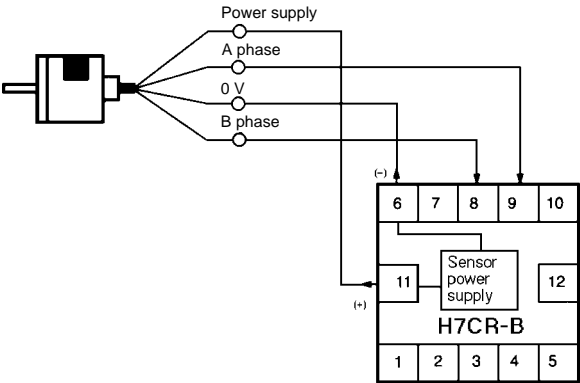 Power supply
A phase
0 V
B phase
(−)
6 7 8 9 10
Sensor
power
supply
11
12
(+)
H7CR-B
1 2 3 4 5